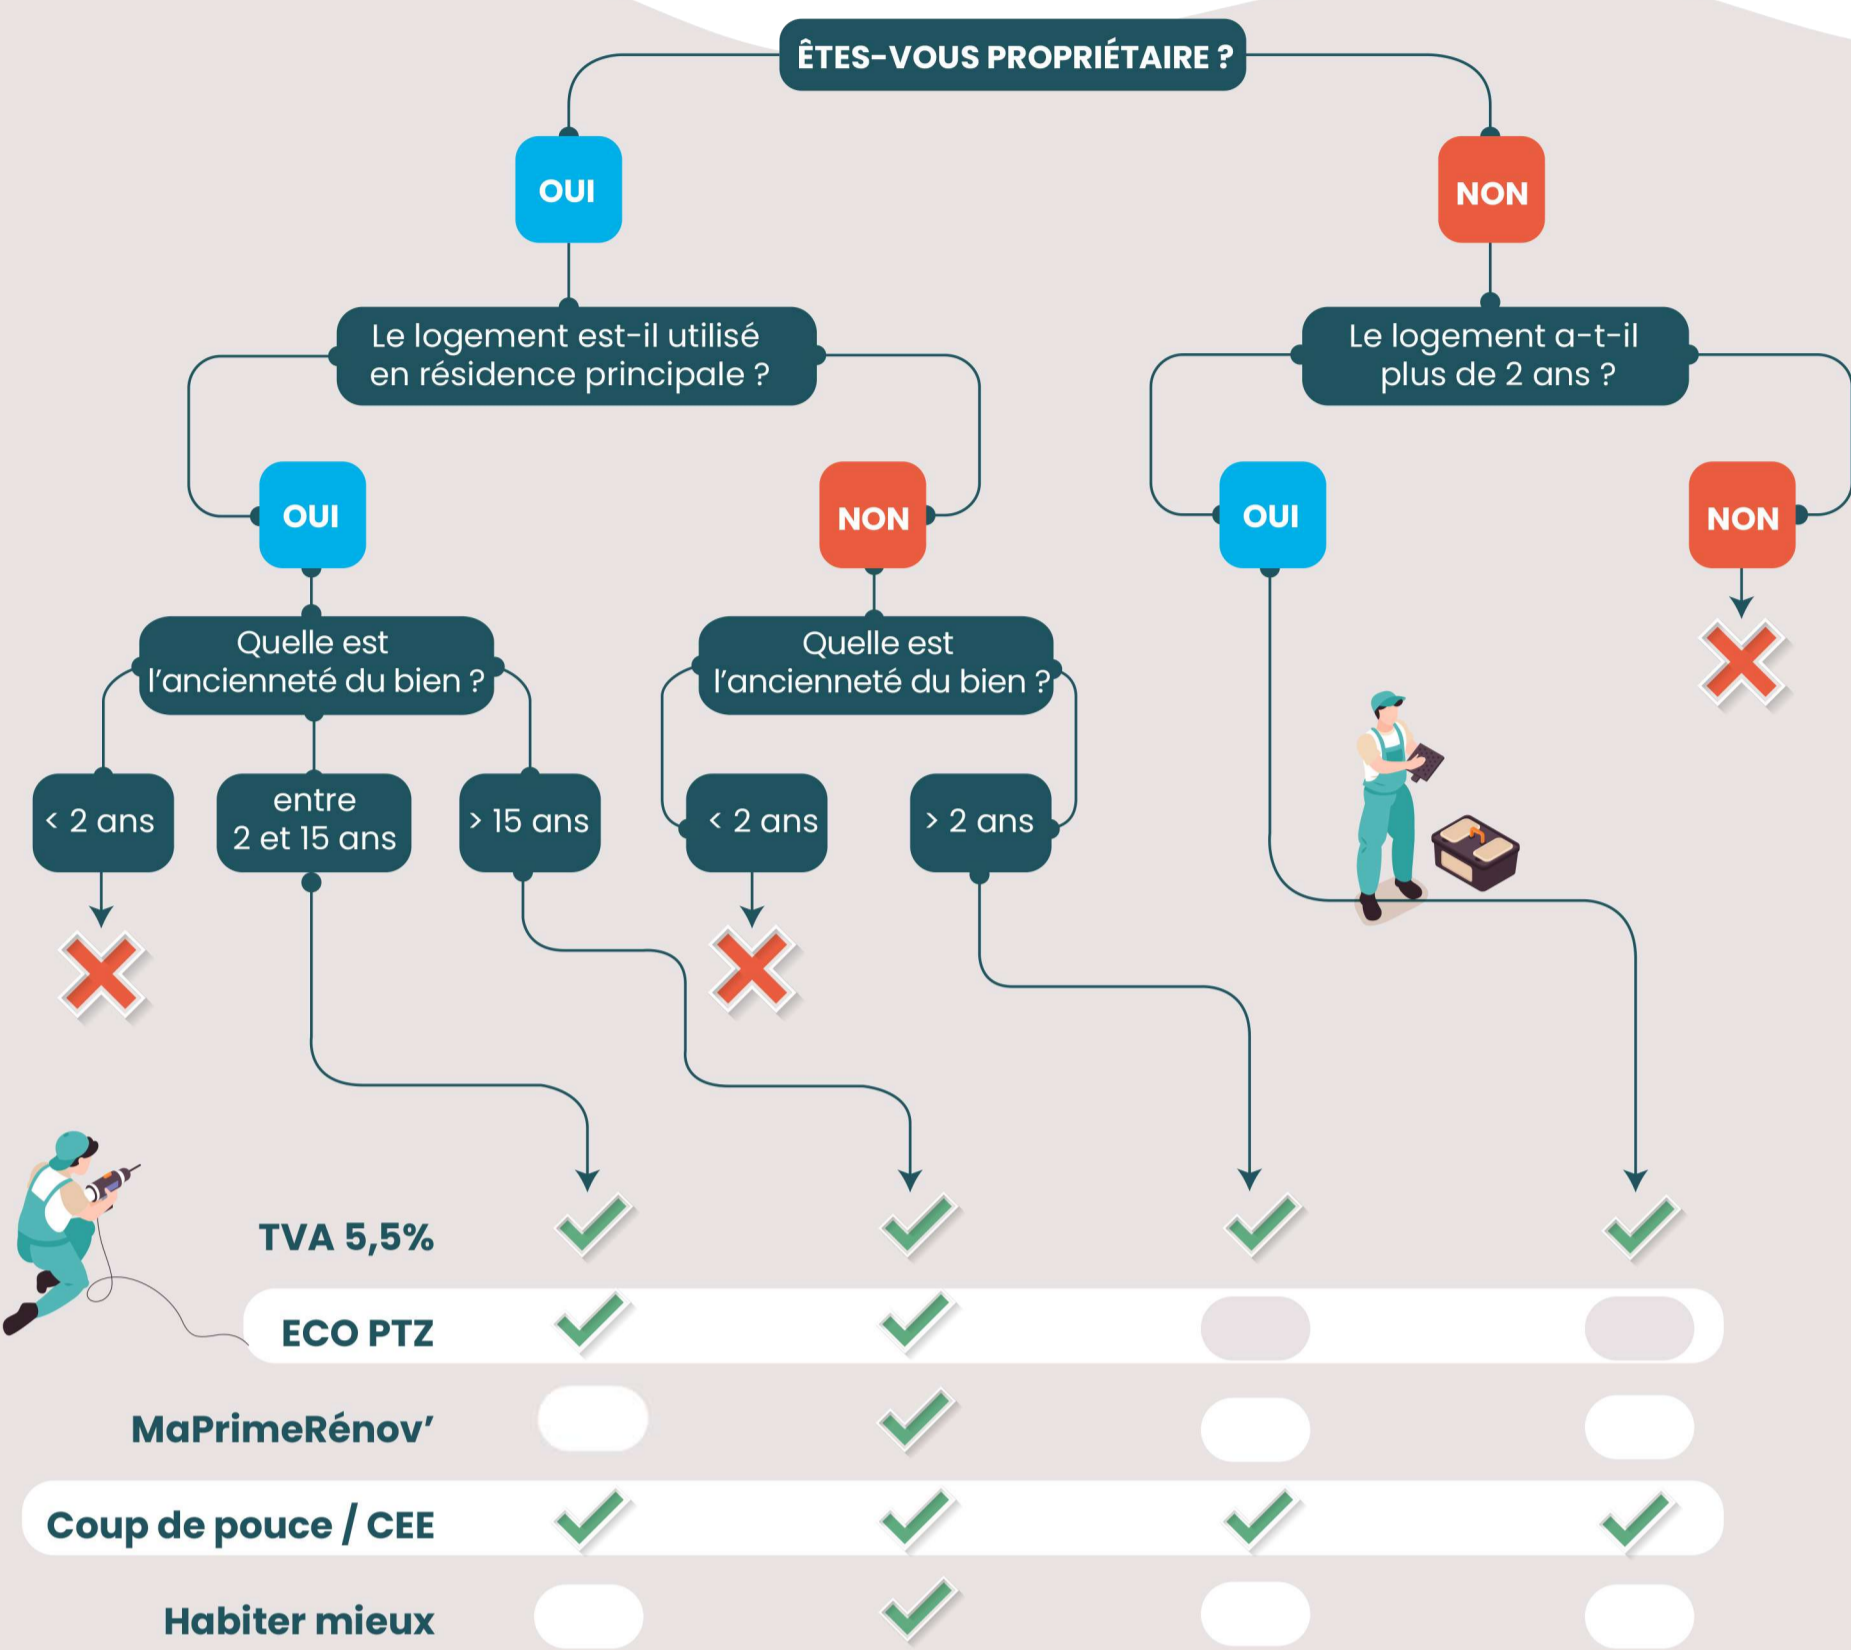 ÊTES-VOUS PROPRIÉTAIRE ?
OUI
NON
Le logement est-il utilisé
en résidence principale ?
Le logement a-t-il
plus de 2 ans ?
OUI
NON
OUI
NON
Quelle est
l'ancienneté du bien ?
Quelle est
l'ancienneté du bien ?
< 2 ans
entre
2 et 15 ans
> 15 ans
< 2 ans
> 2 ans
TVA 5,5%
ECO PTZ
MaPrimeRénov'
Coup de pouce / CEE
Habiter mieux